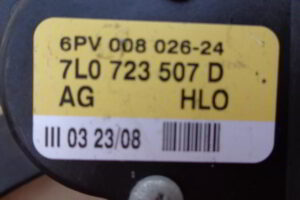 6PV 008 026-24
7L0 723 507 D
AG HLO
III 03 23/08